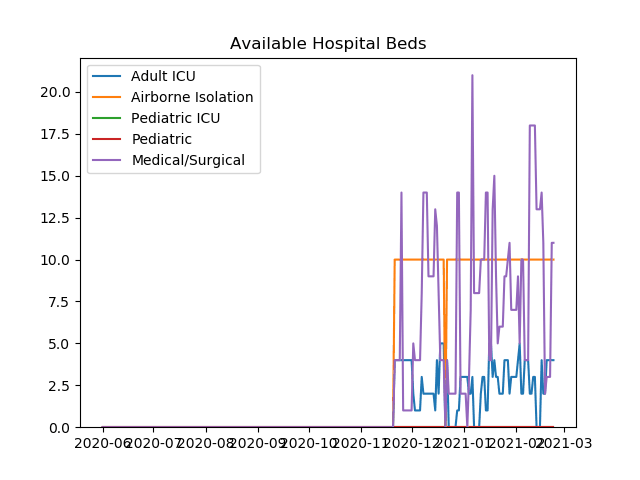 Available Hospital Beds
Adult ICU
Airborne Isolation
Pediatric ICU
Pediatric
Medical/Surgical
20.0
17.5
15.0
12.5
10.0
7.5
5.0
2.5
0.0
2020-06 2020-07 2020-08 2020-09 2020-10 2020-11 2020-12 2021-01 2021-02 2021-03